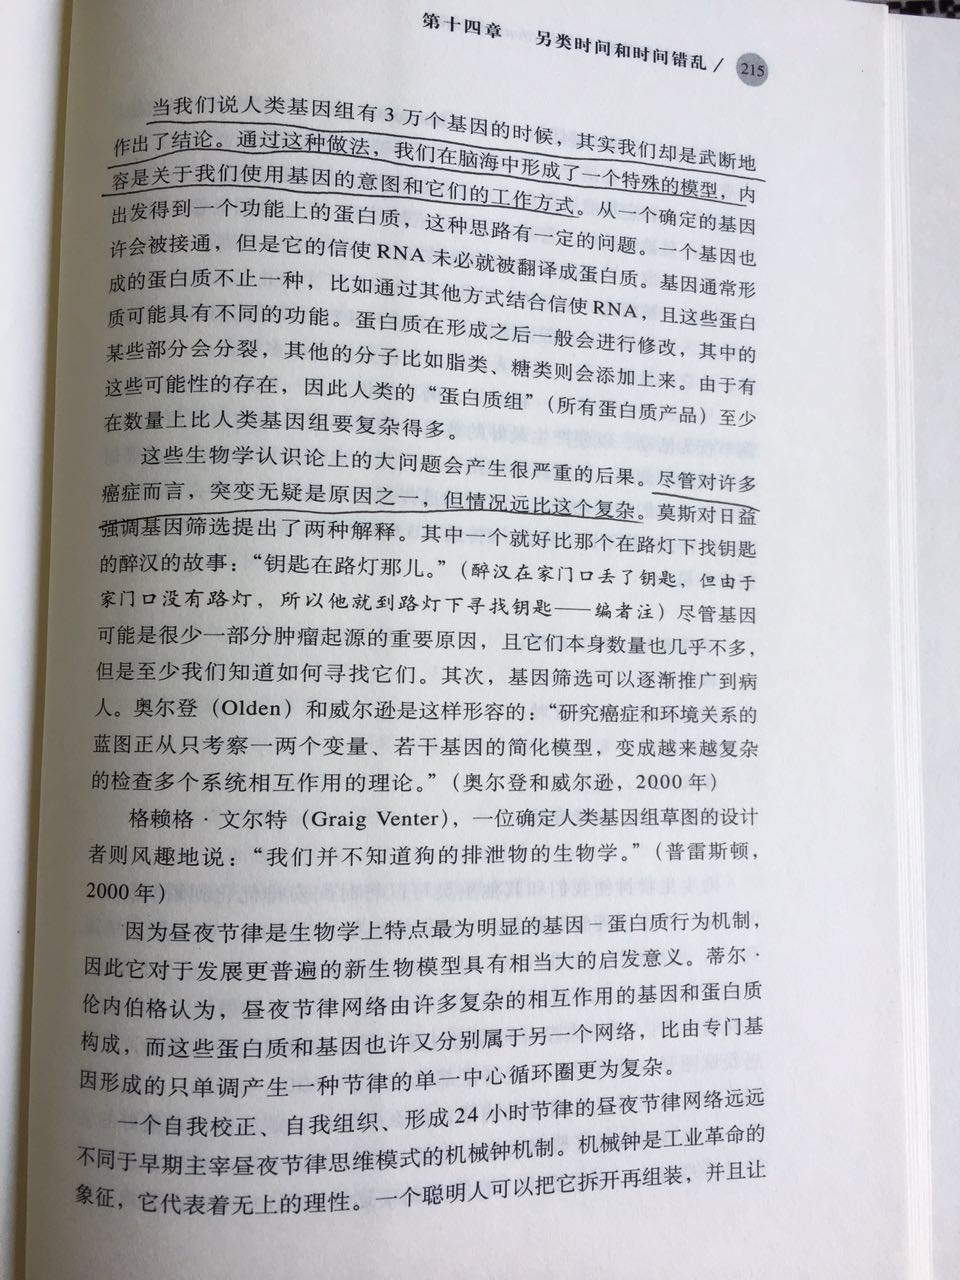 第十四章 另类时间和时间错乱 / 215
当我们说人类基因组有 3 万个基因的时候，其实我们却是武断地
作出了结论。通过这种做法，我们在脑海中形成了一个特殊的模型，内
容是关于我们使用基因的意图和它们的工作方式。从一个确定的基因
出发得到一个功能上的蛋白质，这种思路有一定的问题。一个基因也
许会被接通，但是它的信使 RNA 未必就被翻译成蛋白质。基因通常形
成的蛋白质不止一种，比如通过其他方式结合信使 RNA，且这些蛋白
质可能具有不同的功能。蛋白质在形成之后一般会进行修改，其中的
某些部分会分裂，其他的分子比如脂类、糖类则会添加上来。由于有
这些可能性的存在，因此人类的“蛋白质组”（所有蛋白质产品）至少
在数量上比人类基因组要复杂得多。
这些生物学认识论上的大问题会产生很严重的后果。尽管对许多
癌症而言，突变无疑是原因之一，但情况远比这个复杂。莫斯对日益
强调基因筛选提出了两种解释。其中一个就好比那个在路灯下找钥匙
的醉汉的故事：“钥匙在路灯那儿。”（醉汉在家门口丢了钥匙，但由于
家门口没有路灯，所以他就到路灯下寻找钥匙——编者注）尽管基因
可能是很少一部分肿瘤起源的重要原因，且它们本身数量也几乎不多，
但是至少我们知道如何寻找它们。其次，基因筛选可以逐渐推广到病
人。奥尔登（Olden）和威尔逊是这样形容的：“研究癌症和环境关系的
蓝图正从只考察一两个变量、若干基因的简化模型，变成越来越复杂
的检查多个系统相互作用的理论。”（奥尔登和威尔逊，2000 年）
格赖格·文尔特（Graig Venter），一位确定人类基因组草图的设计
者则风趣地说：“我们并不知道狗的排泄物的生物学。”（普雷斯顿，
2000 年）
因为昼夜节律是生物学上特点最为明显的基因－蛋白质行为机制，
因此它对于发展更普遍的新生物模型具有相当大的启发意义。蒂尔·
伦内伯格认为，昼夜节律网络由许多复杂的相互作用的基因和蛋白质
构成，而这些蛋白质和基因也许又分别属于另一个网络，比由专门基
因形成的只单调产生一种节律的单一中心循环圈更为复杂。
一个自我校正、自我组织、形成 24 小时节律的昼夜节律网络远远
不同于早期主宰昼夜节律思维模式的机械钟机制。机械钟是工业革命的
象征，它代表着无上的理性。一个聪明人可以把它拆开再组装，并且让